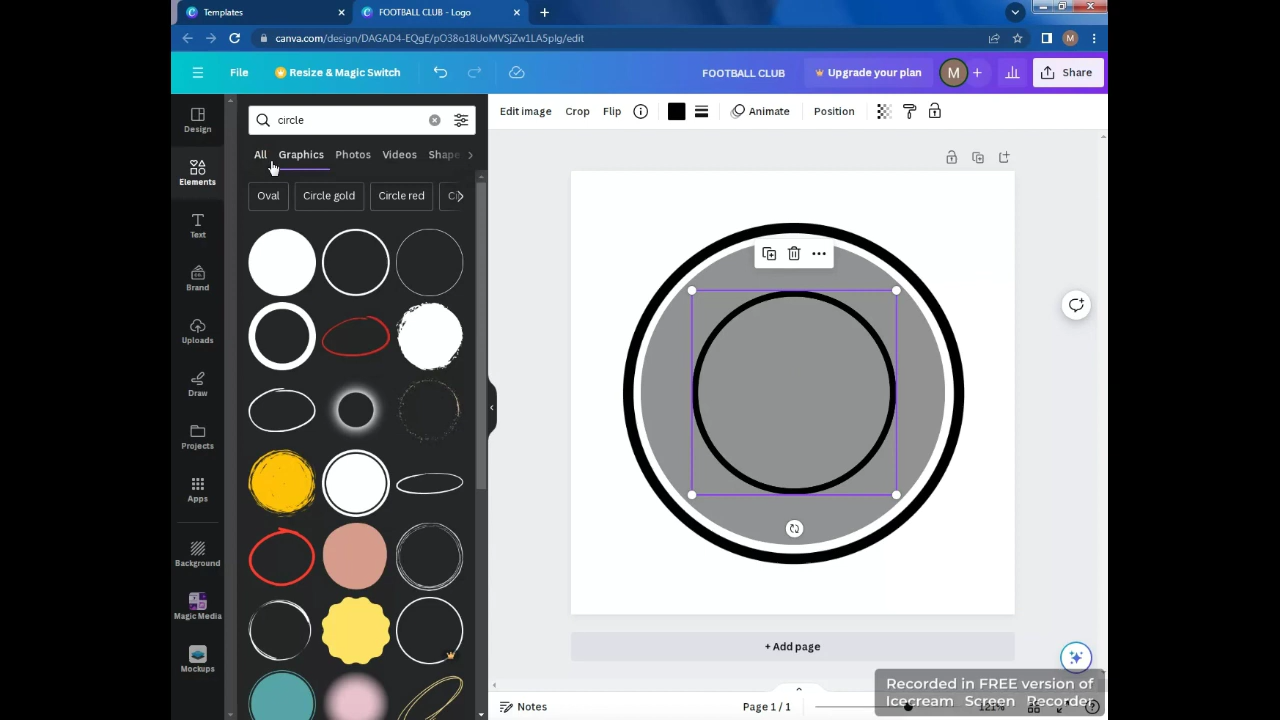 Templates
FOOTBALL CLUB - Logo
canva.com/design/DAGAD4-EQgE/pO38o18UoMVSjZw1LA5plg/edit
M
File
Resize & Magic Switch
FOOTBALL CLUB
Upgrade your plan
M
Share
Design
Elements
Text
Brand
Uploads
Draw
Projects
Apps
Background
Magic Media
Mockups
circle
All
Graphics
Photos
Videos
Shape
Oval
Circle gold
Circle red
Edit image
Crop
Flip
Animate
Position
+ Add page
Notes
Page 1 / 1
121%
Recorded in FREE version of
Icecream Screen Recorder